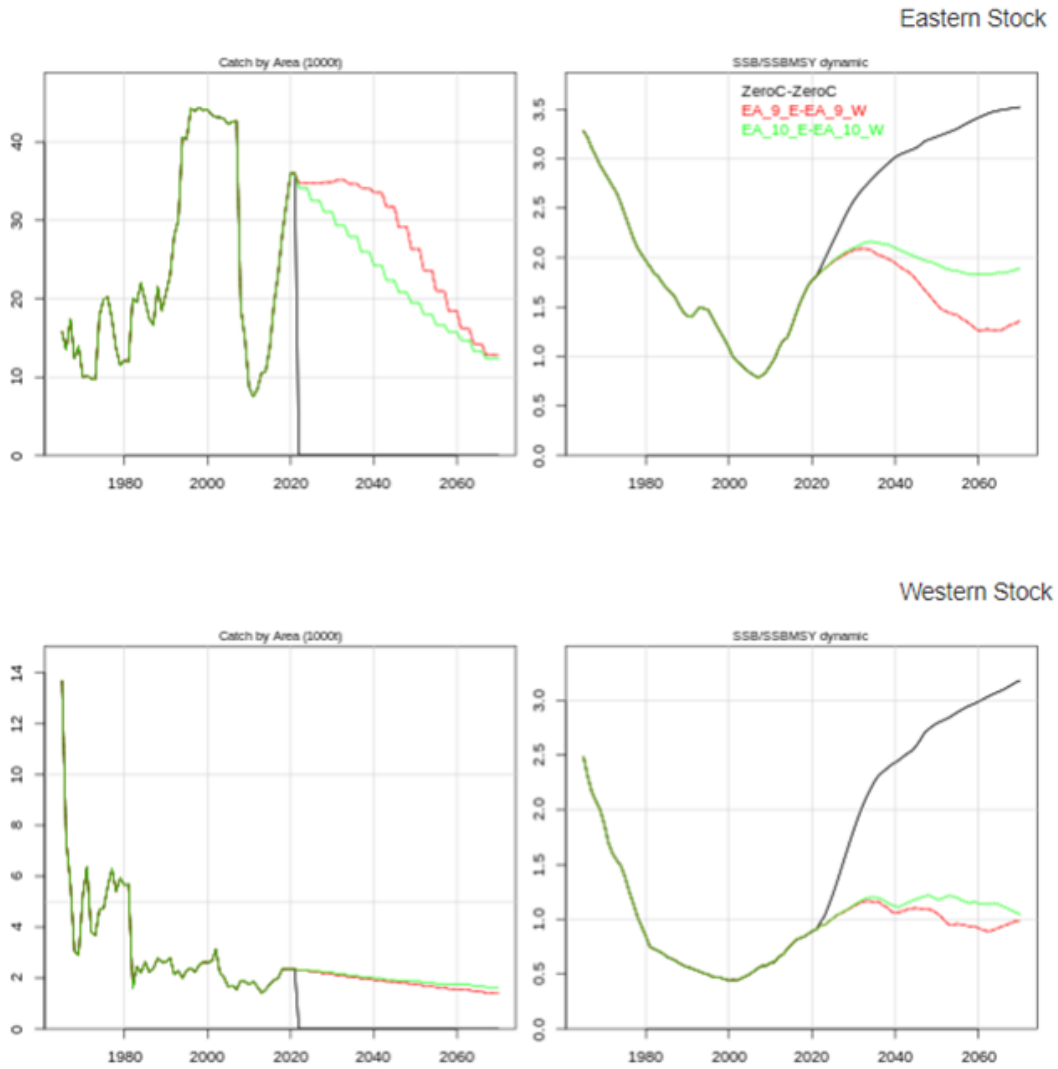 Eastern Stock
Catch by Area (1000t)
SSB/SSBMSY dynamic
ZeroC-ZeroC
EA_9_E-EA_9_W
EA_10_E-EA_10_W
40
30
20
10
0
3.5
3.0
2.5
2.0
1.5
1.0
0.5
0.0
1980 2000 2020 2040 2060
1980 2000 2020 2040 2060
Western Stock
Catch by Area (1000t)
SSB/SSBMSY dynamic
14
12
10
8
6
4
2
0
3.0
2.5
2.0
1.5
1.0
0.5
0.0
1980 2000 2020 2040 2060
1980 2000 2020 2040 2060